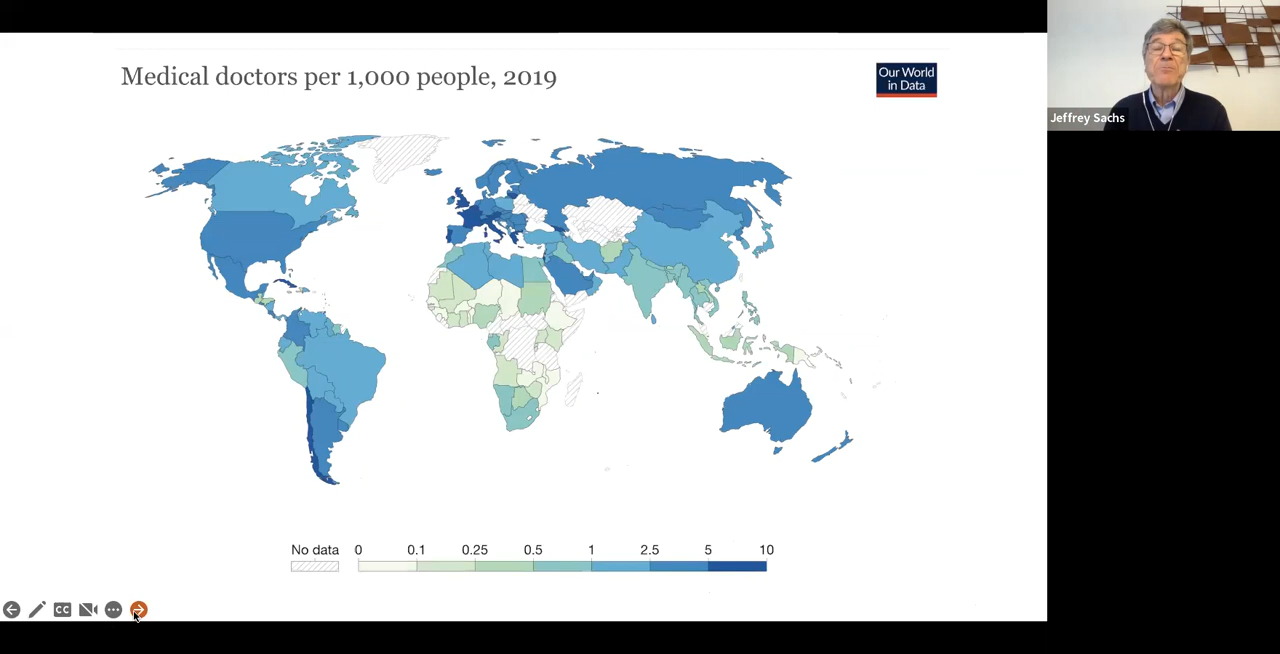 Medical doctors per 1,000 people, 2019
Our World
in Data
Jeffrey Sachs
No data
0
0.1
0.25
0.5
1
2.5
5
10
CC